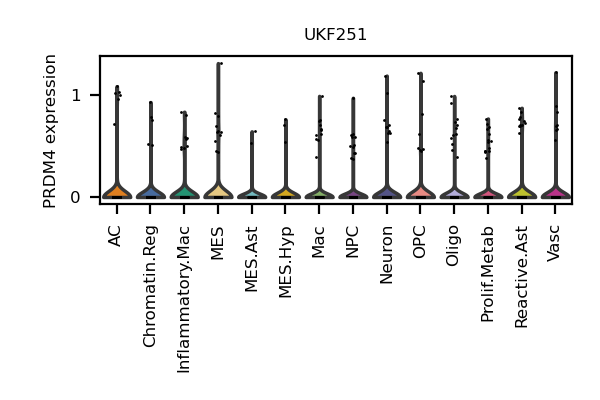 UKF251
PRDM4 expression
1
0
AC
Chromatin.Reg
Inflammatory.Mac
MES
MES.Ast
MES.Hyp
Mac
NPC
Neuron
OPC
Oligo
Prolif.Metab
Reactive.Ast
Vasc